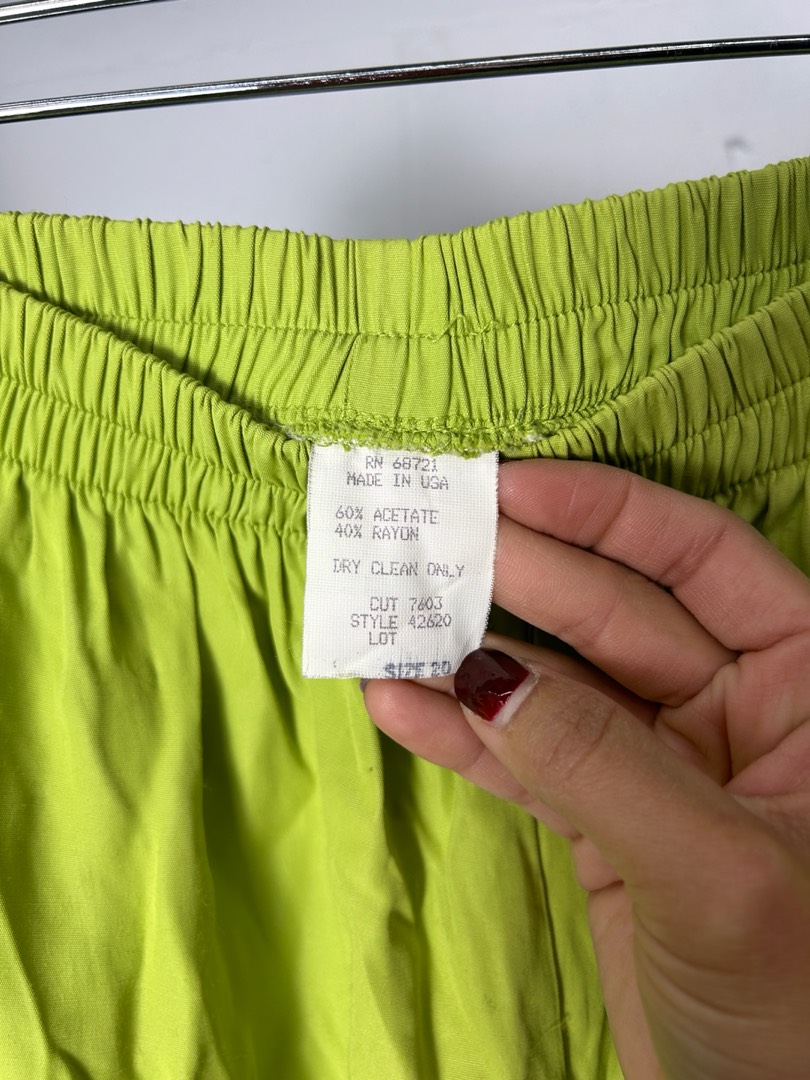 RN 68721
MADE IN USA
60% ACETATE
40% RAYON
DRY CLEAN ONLY
CUT 7603
STYLE 42620
LOT
SIZE 20